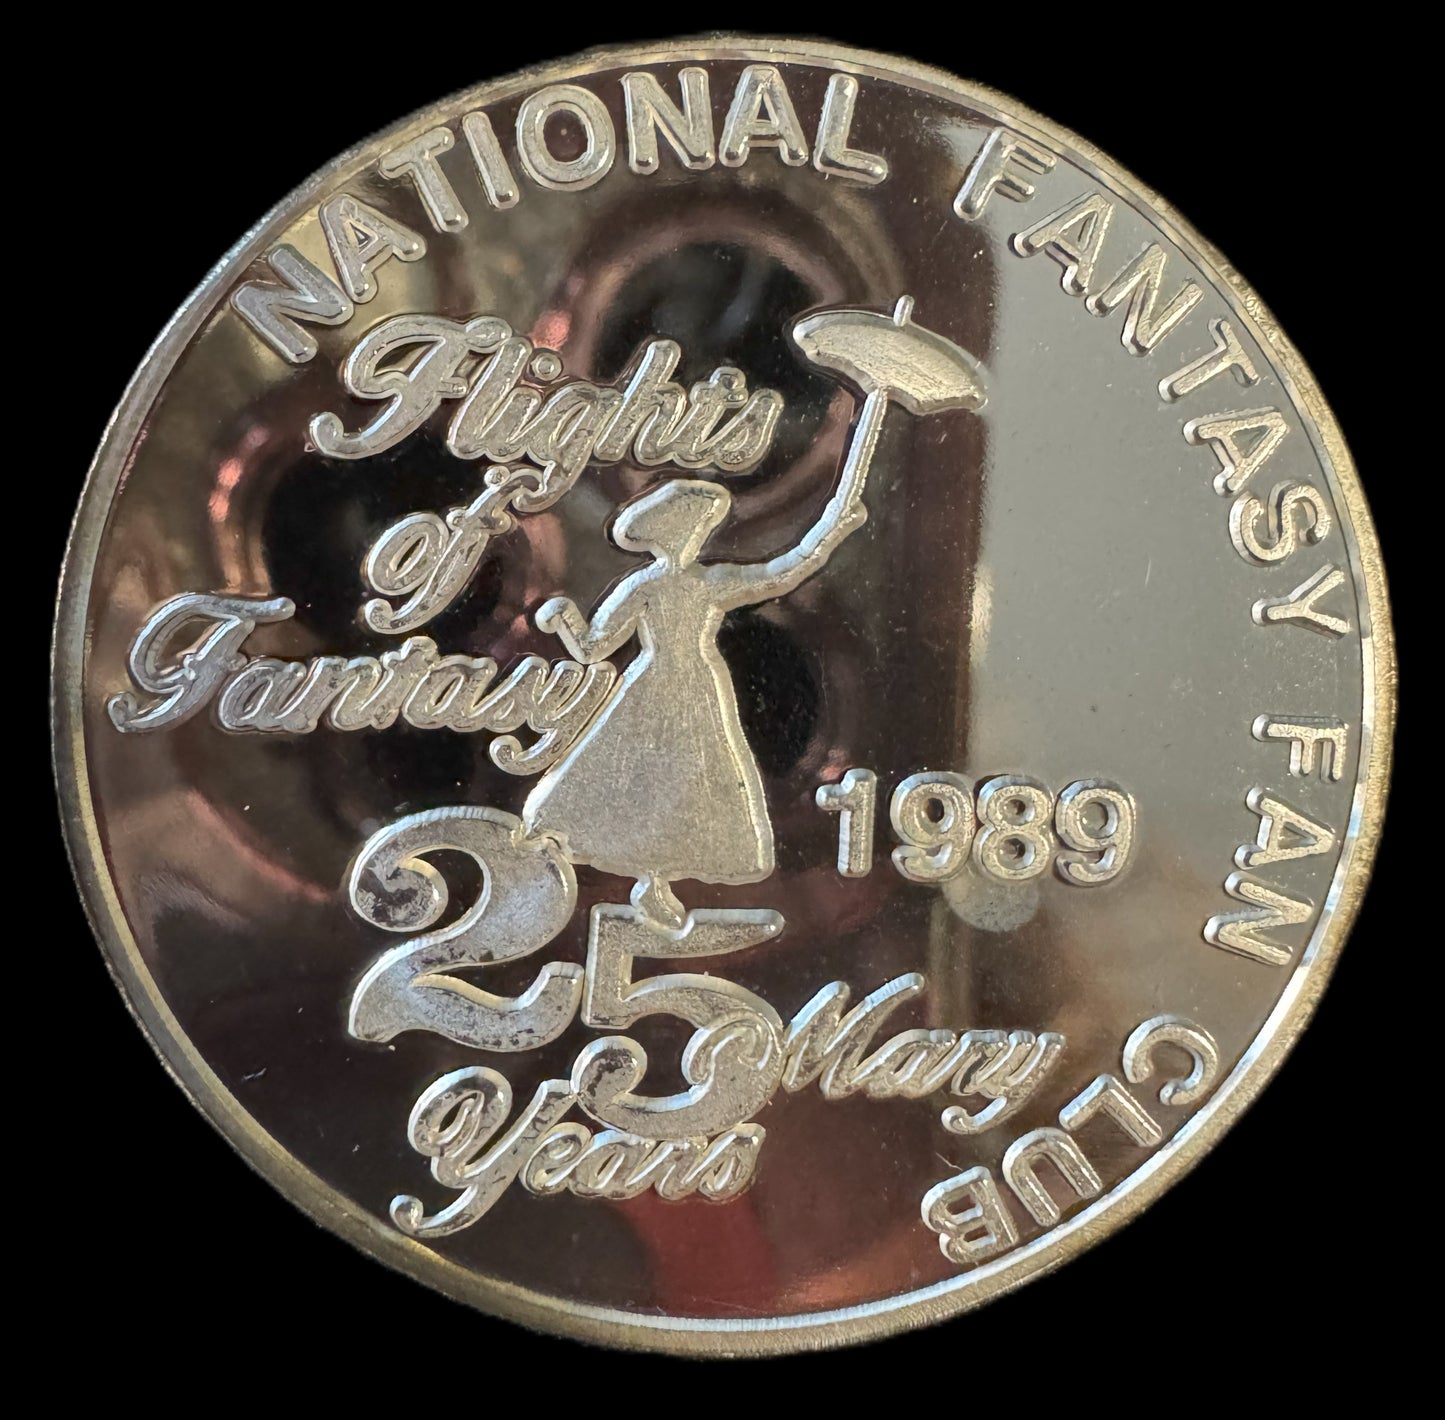 NATIONAL FANTASY FAN CLUB
Flights
of
Fantasy
1989
25
Years
Mary